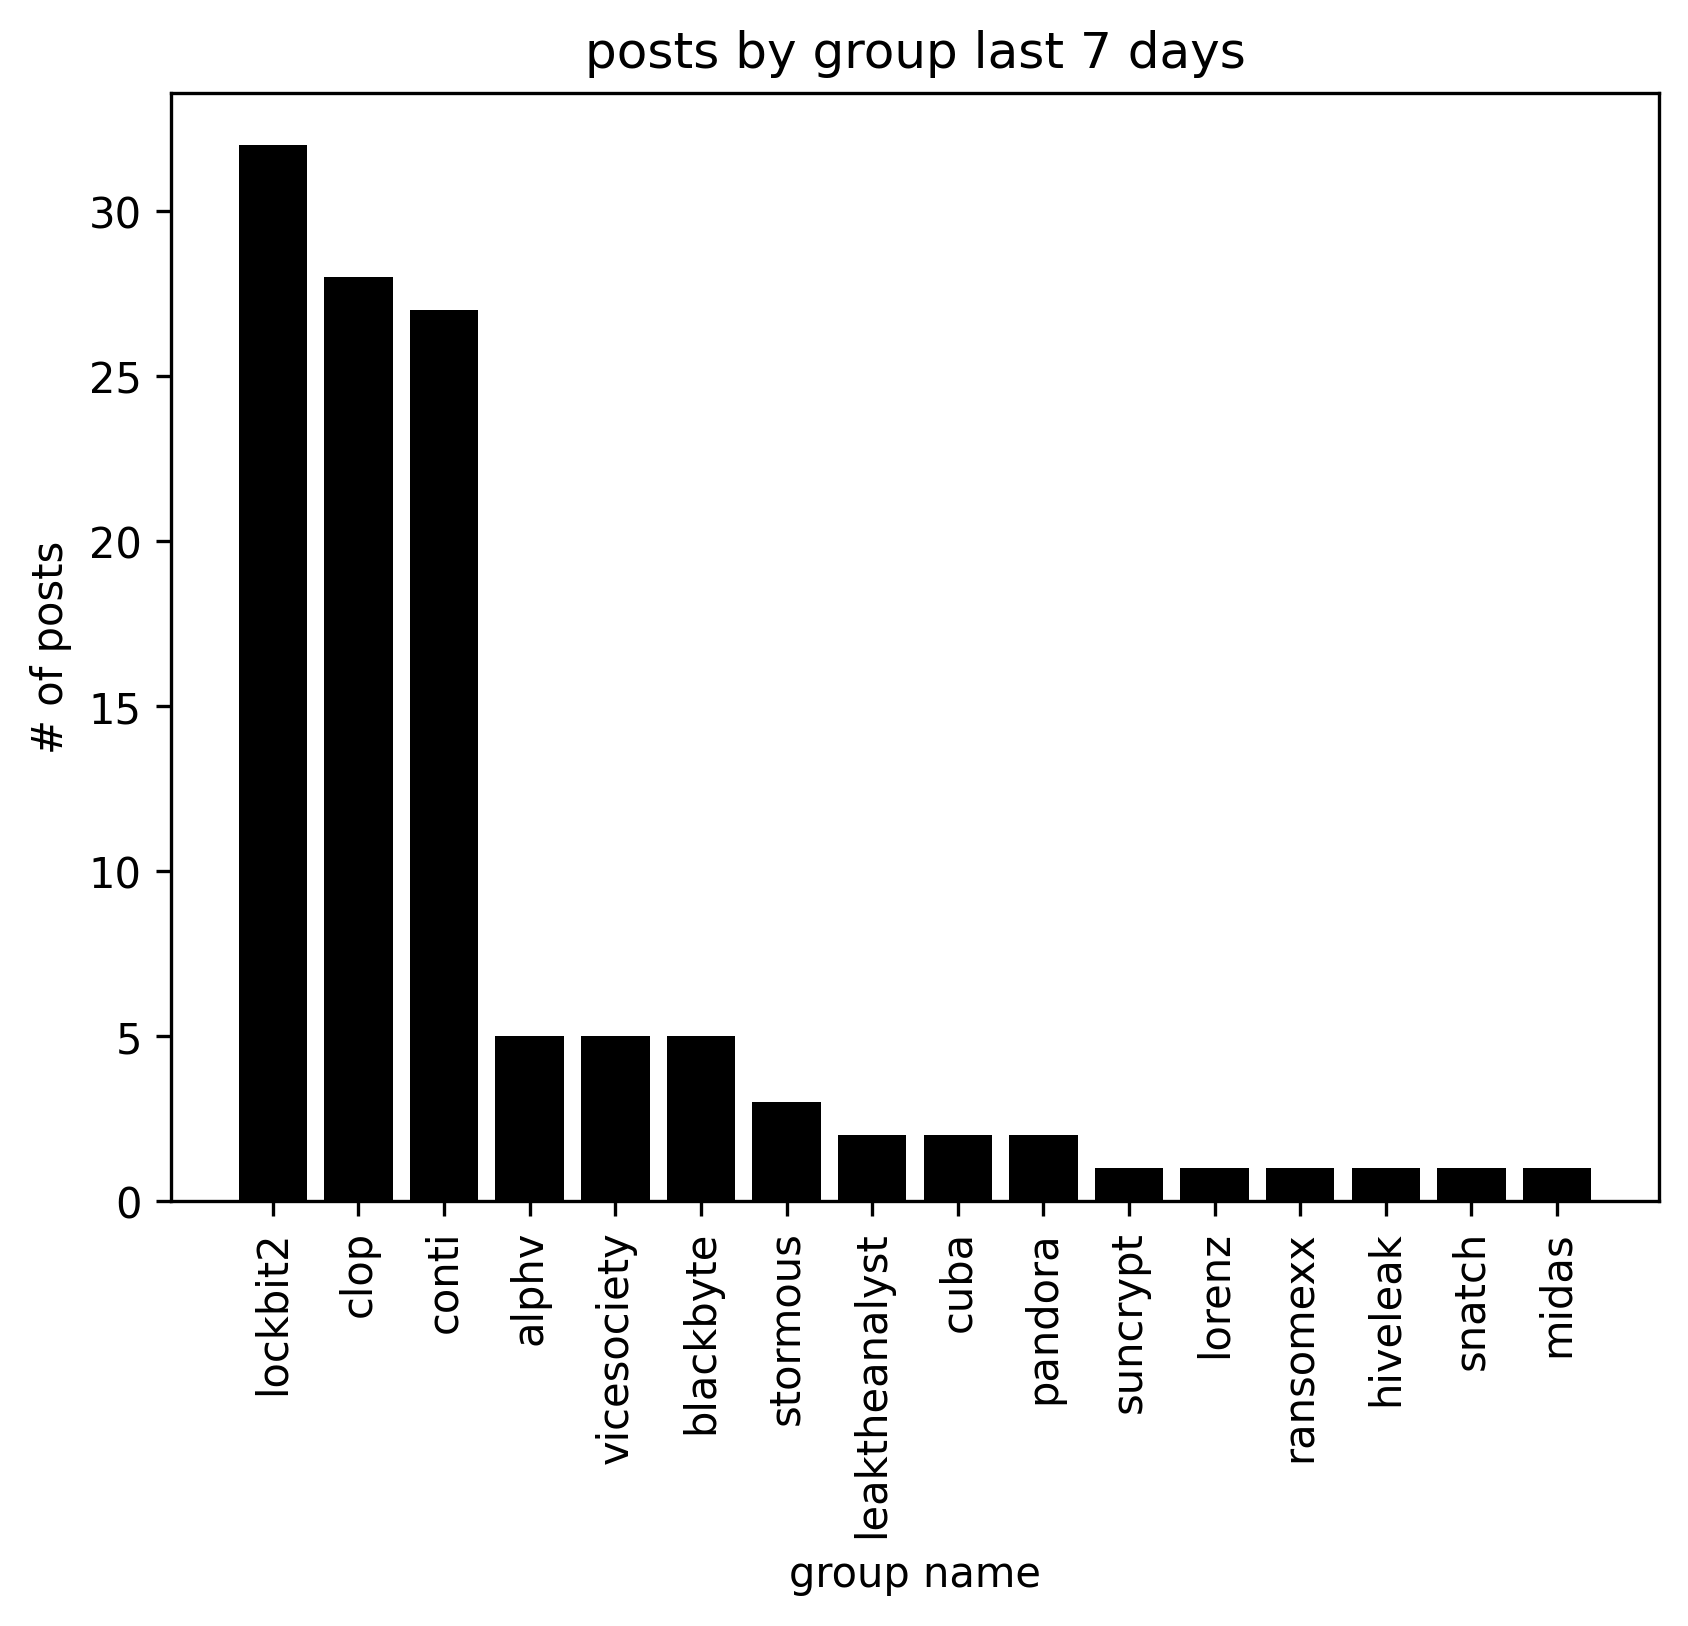 posts by group last 7 days
# of posts
30
25
20
15
10
5
0
lockbit2
clop
conti
alphv
vicesociety
blackbyte
stormous
leaktheanalyst
cuba
pandora
suncrypt
lorenz
ransomexx
hiveleak
snatch
midas
group name